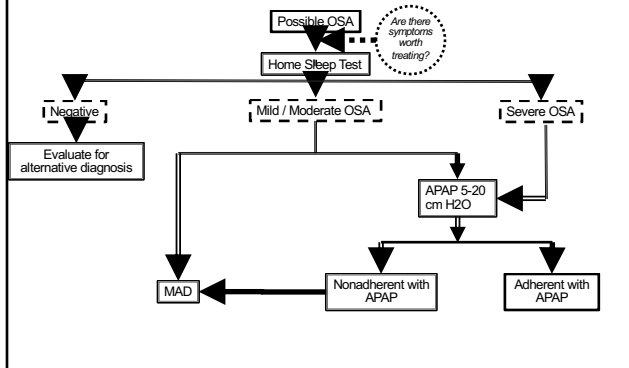 Possible OSA
Are there
symptoms
worth
treating?
Home Sleep Test
Negative
Mild / Moderate OSA
Severe OSA
Evaluate for
alternative diagnosis
APAP 5-20
cm H2O
MAD
Nonadherent with
APAP
Adherent with
APAP